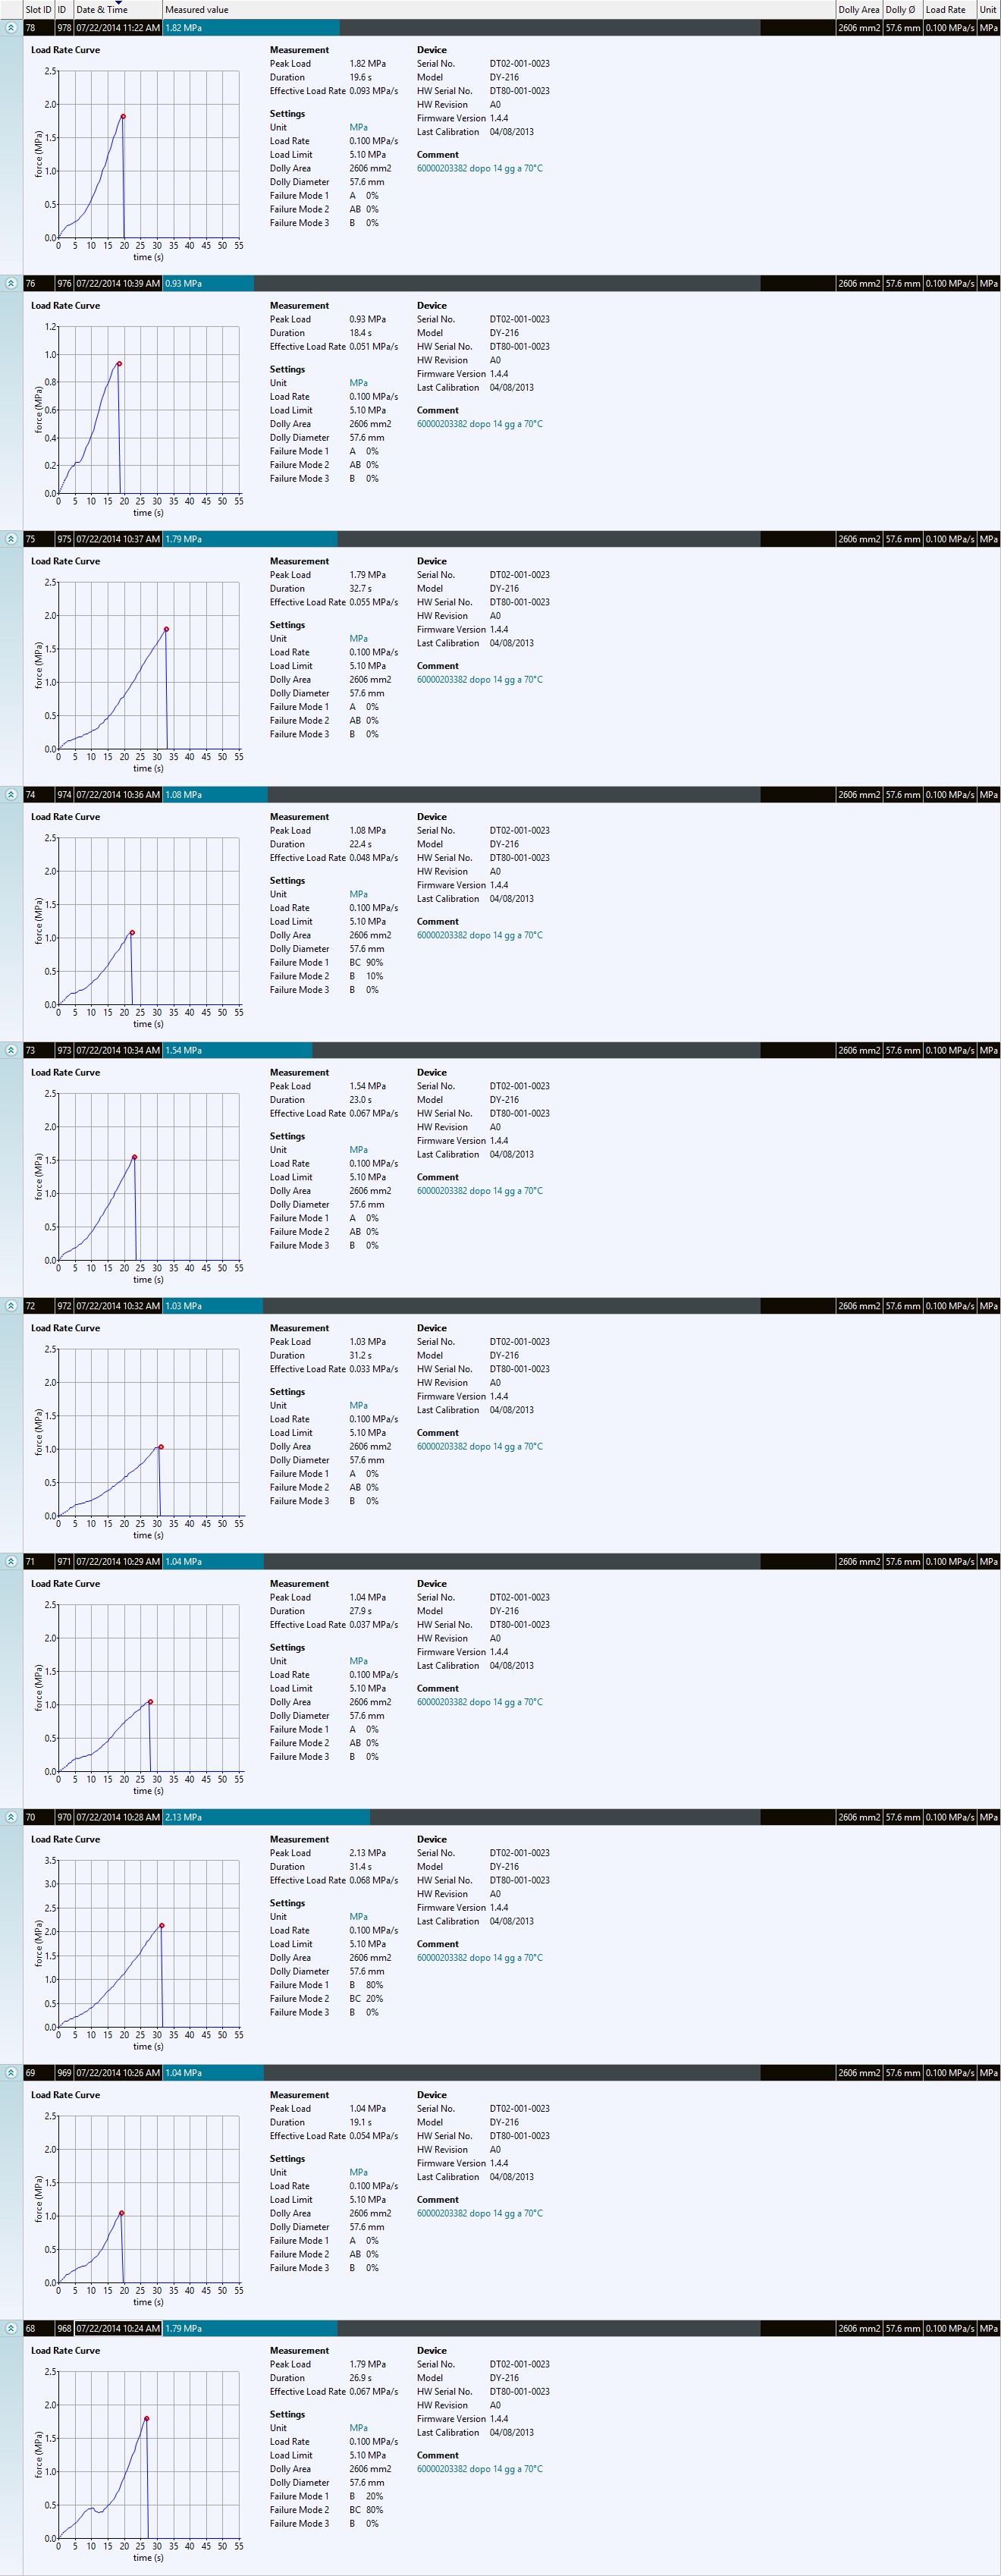 Slot ID ID Date & Time Measured value Dolly Area Dolly Ø Load Rate Unit
78 978 07/22/2014 11:22 AM 1.82 MPa 2606 mm2 57.6 mm 0.100 MPa/s MPa
Load Rate Curve Measurement Device
Peak Load 1.82 MPa Serial No. DT02-001-0023
2.5 Duration 19.6 s Model DY-216
Effective Load Rate 0.093 MPa/s HW Serial No. DT80-001-0023
2.0 HW Revision A0
Settings Firmware Version 1.4.4
Unit MPa Last Calibration 04/08/2013
1.5 Load Rate 0.100 MPa/s
force (MPa) Load Limit 5.10 MPa Comment
1.0 Dolly Area 2606 mm2 60000203382 dopo 14 gg a 70°C
Dolly Diameter 57.6 mm
Failure Mode 1 A 0%
0.5 Failure Mode 2 AB 0%
Failure Mode 3 B 0%
0.0
0 5 10 15 20 25 30 35 40 45 50 55
time (s)
76 976 07/22/2014 10:39 AM 0.93 MPa 2606 mm2 57.6 mm 0.100 MPa/s MPa
Load Rate Curve Measurement Device
Peak Load 0.93 MPa Serial No. DT02-001-0023
1.2 Duration 18.4 s Model DY-216
Effective Load Rate 0.051 MPa/s HW Serial No. DT80-001-0023
1.0 HW Revision A0
Settings Firmware Version 1.4.4
0.8 Unit MPa Last Calibration 04/08/2013
Load Rate 0.100 MPa/s
force (MPa) 0.6 Load Limit 5.10 MPa Comment
Dolly Area 2606 mm2 60000203382 dopo 14 gg a 70°C
0.4 Dolly Diameter 57.6 mm
Failure Mode 1 A 0%
0.2 Failure Mode 2 AB 0%
Failure Mode 3 B 0%
0.0
0 5 10 15 20 25 30 35 40 45 50 55
time (s)
75 975 07/22/2014 10:37 AM 1.79 MPa 2606 mm2 57.6 mm 0.100 MPa/s MPa
Load Rate Curve Measurement Device
Peak Load 1.79 MPa Serial No. DT02-001-0023
2.5 Duration 32.7 s Model DY-216
Effective Load Rate 0.055 MPa/s HW Serial No. DT80-001-0023
2.0 HW Revision A0
Settings Firmware Version 1.4.4
Unit MPa Last Calibration 04/08/2013
1.5 Load Rate 0.100 MPa/s
force (MPa) Load Limit 5.10 MPa Comment
1.0 Dolly Area 2606 mm2 60000203382 dopo 14 gg a 70°C
Dolly Diameter 57.6 mm
Failure Mode 1 A 0%
0.5 Failure Mode 2 AB 0%
Failure Mode 3 B 0%
0.0
0 5 10 15 20 25 30 35 40 45 50 55
time (s)
74 974 07/22/2014 10:36 AM 1.08 MPa 2606 mm2 57.6 mm 0.100 MPa/s MPa
Load Rate Curve Measurement Device
Peak Load 1.08 MPa Serial No. DT02-001-0023
2.5 Duration 22.4 s Model DY-216
Effective Load Rate 0.048 MPa/s HW Serial No. DT80-001-0023
2.0 HW Revision A0
Settings Firmware Version 1.4.4
Unit MPa Last Calibration 04/08/2013
1.5 Load Rate 0.100 MPa/s
force (MPa) Load Limit 5.10 MPa Comment
1.0 Dolly Area 2606 mm2 60000203382 dopo 14 gg a 70°C
Dolly Diameter 57.6 mm
Failure Mode 1 BC 90%
0.5 Failure Mode 2 B 10%
Failure Mode 3 B 0%
0.0
0 5 10 15 20 25 30 35 40 45 50 55
time (s)
73 973 07/22/2014 10:34 AM 1.54 MPa 2606 mm2 57.6 mm 0.100 MPa/s MPa
Load Rate Curve Measurement Device
Peak Load 1.54 MPa Serial No. DT02-001-0023
2.5 Duration 23.0 s Model DY-216
Effective Load Rate 0.067 MPa/s HW Serial No. DT80-001-0023
2.0 HW Revision A0
Settings Firmware Version 1.4.4
Unit MPa Last Calibration 04/08/2013
1.5 Load Rate 0.100 MPa/s
force (MPa) Load Limit 5.10 MPa Comment
1.0 Dolly Area 2606 mm2 60000203382 dopo 14 gg a 70°C
Dolly Diameter 57.6 mm
Failure Mode 1 A 0%
0.5 Failure Mode 2 AB 0%
Failure Mode 3 B 0%
0.0
0 5 10 15 20 25 30 35 40 45 50 55
time (s)
72 972 07/22/2014 10:32 AM 1.03 MPa 2606 mm2 57.6 mm 0.100 MPa/s MPa
Load Rate Curve Measurement Device
Peak Load 1.03 MPa Serial No. DT02-001-0023
2.5 Duration 31.2 s Model DY-216
Effective Load Rate 0.033 MPa/s HW Serial No. DT80-001-0023
2.0 HW Revision A0
Settings Firmware Version 1.4.4
Unit MPa Last Calibration 04/08/2013
1.5 Load Rate 0.100 MPa/s
force (MPa) Load Limit 5.10 MPa Comment
1.0 Dolly Area 2606 mm2 60000203382 dopo 14 gg a 70°C
Dolly Diameter 57.6 mm
Failure Mode 1 A 0%
0.5 Failure Mode 2 AB 0%
Failure Mode 3 B 0%
0.0
0 5 10 15 20 25 30 35 40 45 50 55
time (s)
71 971 07/22/2014 10:29 AM 1.04 MPa 2606 mm2 57.6 mm 0.100 MPa/s MPa
Load Rate Curve Measurement Device
Peak Load 1.04 MPa Serial No. DT02-001-0023
2.5 Duration 27.9 s Model DY-216
Effective Load Rate 0.037 MPa/s HW Serial No. DT80-001-0023
2.0 HW Revision A0
Settings Firmware Version 1.4.4
Unit MPa Last Calibration 04/08/2013
1.5 Load Rate 0.100 MPa/s
force (MPa) Load Limit 5.10 MPa Comment
1.0 Dolly Area 2606 mm2 60000203382 dopo 14 gg a 70°C
Dolly Diameter 57.6 mm
Failure Mode 1 A 0%
0.5 Failure Mode 2 AB 0%
Failure Mode 3 B 0%
0.0
0 5 10 15 20 25 30 35 40 45 50 55
time (s)
70 970 07/22/2014 10:28 AM 2.13 MPa 2606 mm2 57.6 mm 0.100 MPa/s MPa
Load Rate Curve Measurement Device
Peak Load 2.13 MPa Serial No. DT02-001-0023
3.5 Duration 31.4 s Model DY-216
Effective Load Rate 0.068 MPa/s HW Serial No. DT80-001-0023
3.0 HW Revision A0
Settings Firmware Version 1.4.4
2.5 Unit MPa Last Calibration 04/08/2013
2.0 Load Rate 0.100 MPa/s
force (MPa) Load Limit 5.10 MPa Comment
1.5 Dolly Area 2606 mm2 60000203382 dopo 14 gg a 70°C
1.0 Dolly Diameter 57.6 mm
Failure Mode 1 B 80%
0.5 Failure Mode 2 BC 20%
Failure Mode 3 B 0%
0.0
0 5 10 15 20 25 30 35 40 45 50 55
time (s)
69 969 07/22/2014 10:26 AM 1.04 MPa 2606 mm2 57.6 mm 0.100 MPa/s MPa
Load Rate Curve Measurement Device
Peak Load 1.04 MPa Serial No. DT02-001-0023
2.5 Duration 19.1 s Model DY-216
Effective Load Rate 0.054 MPa/s HW Serial No. DT80-001-0023
2.0 HW Revision A0
Settings Firmware Version 1.4.4
Unit MPa Last Calibration 04/08/2013
1.5 Load Rate 0.100 MPa/s
force (MPa) Load Limit 5.10 MPa Comment
1.0 Dolly Area 2606 mm2 60000203382 dopo 14 gg a 70°C
Dolly Diameter 57.6 mm
Failure Mode 1 A 0%
0.5 Failure Mode 2 AB 0%
Failure Mode 3 B 0%
0.0
0 5 10 15 20 25 30 35 40 45 50 55
time (s)
68 968 07/22/2014 10:24 AM 1.79 MPa 2606 mm2 57.6 mm 0.100 MPa/s MPa
Load Rate Curve Measurement Device
Peak Load 1.79 MPa Serial No. DT02-001-0023
2.5 Duration 26.9 s Model DY-216
Effective Load Rate 0.067 MPa/s HW Serial No. DT80-001-0023
2.0 HW Revision A0
Settings Firmware Version 1.4.4
Unit MPa Last Calibration 04/08/2013
1.5 Load Rate 0.100 MPa/s
force (MPa) Load Limit 5.10 MPa Comment
1.0 Dolly Area 2606 mm2 60000203382 dopo 14 gg a 70°C
Dolly Diameter 57.6 mm
Failure Mode 1 B 20%
0.5 Failure Mode 2 BC 80%
Failure Mode 3 B 0%
0.0
0 5 10 15 20 25 30 35 40 45 50 55
time (s)